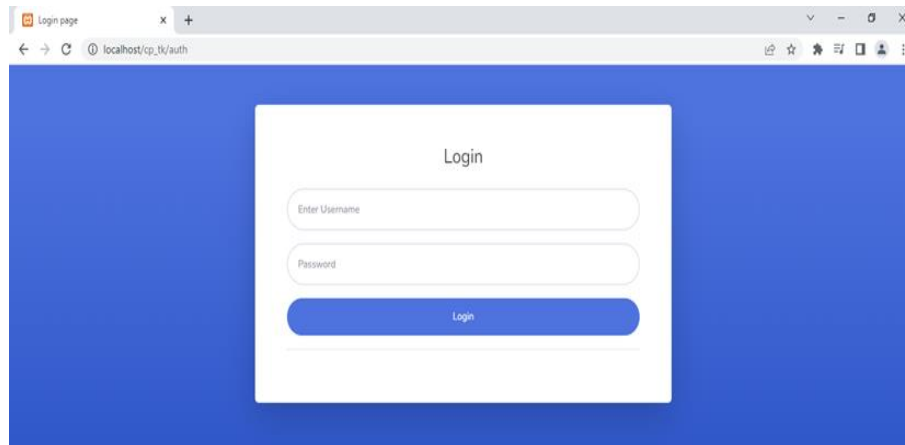 Login page
localhost/cp_tk/auth
Login
Enter Username
Password
Login